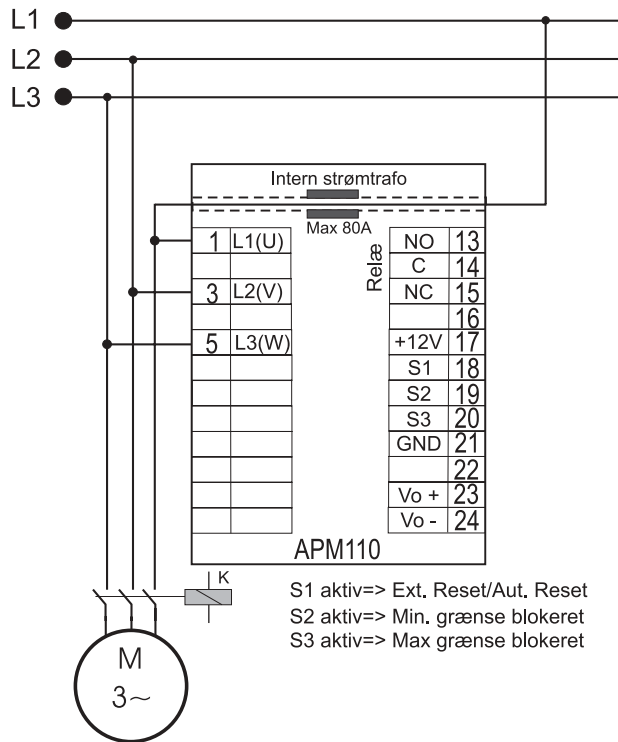 L1
L2
L3
Intern strømtrafo
Max 80A
1 L1(U)
3 L2(V)
5 L3(W)
Relæ
NO 13
C 14
NC 15
16
+12V 17
S1 18
S2 19
S3 20
GND 21
22
Vo + 23
Vo - 24
APM110
K
S1 aktiv=> Ext. Reset/Aut. Reset
S2 aktiv=> Min. grænse blokeret
S3 aktiv=> Max grænse blokeret
M
3~